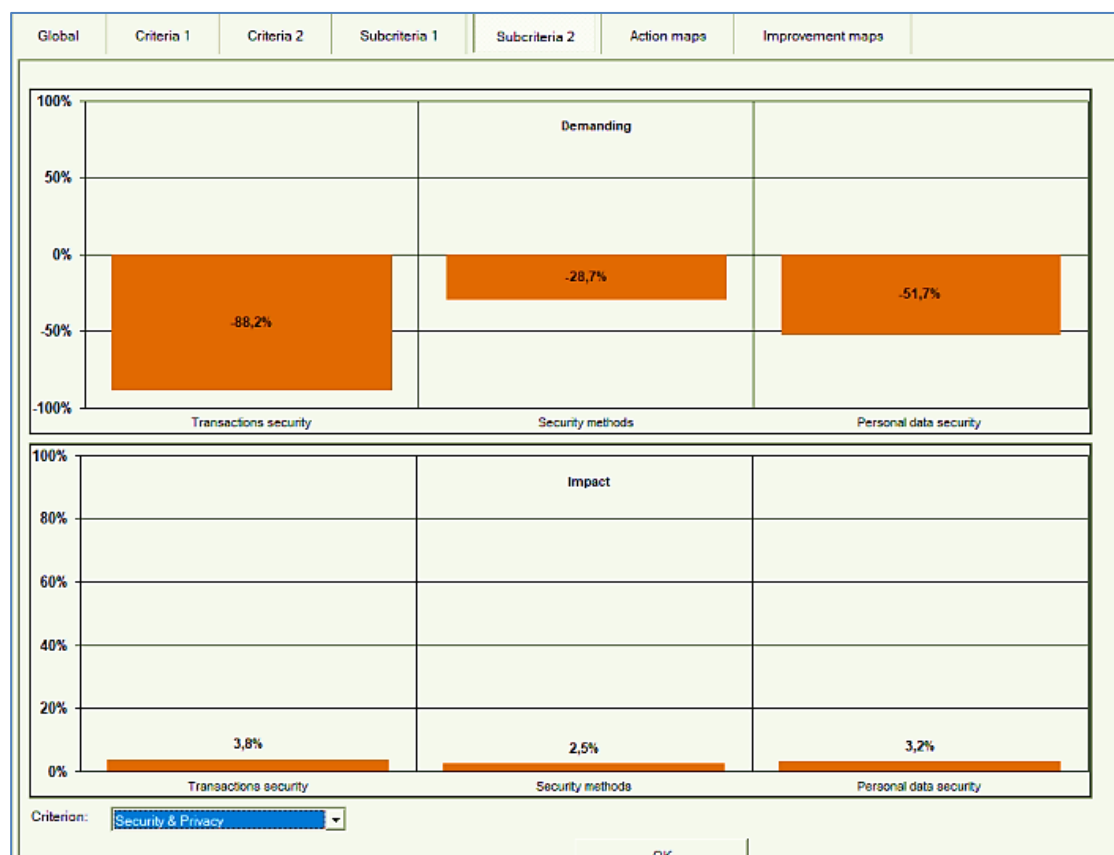 Global Criteria 1 Criteria 2 Subcriteria 1 Subcriteria 2 Action maps Improvement maps
100%
Demanding
50%
0%
-28,7%
-51,7%
-88,2%
-50%
-100%
Transactions security Security methods Personal data security
100%
Impact
80%
60%
40%
20%
3,8% 2,5% 3,2%
0%
Transactions security Security methods Personal data security
Criterion: Security & Privacy